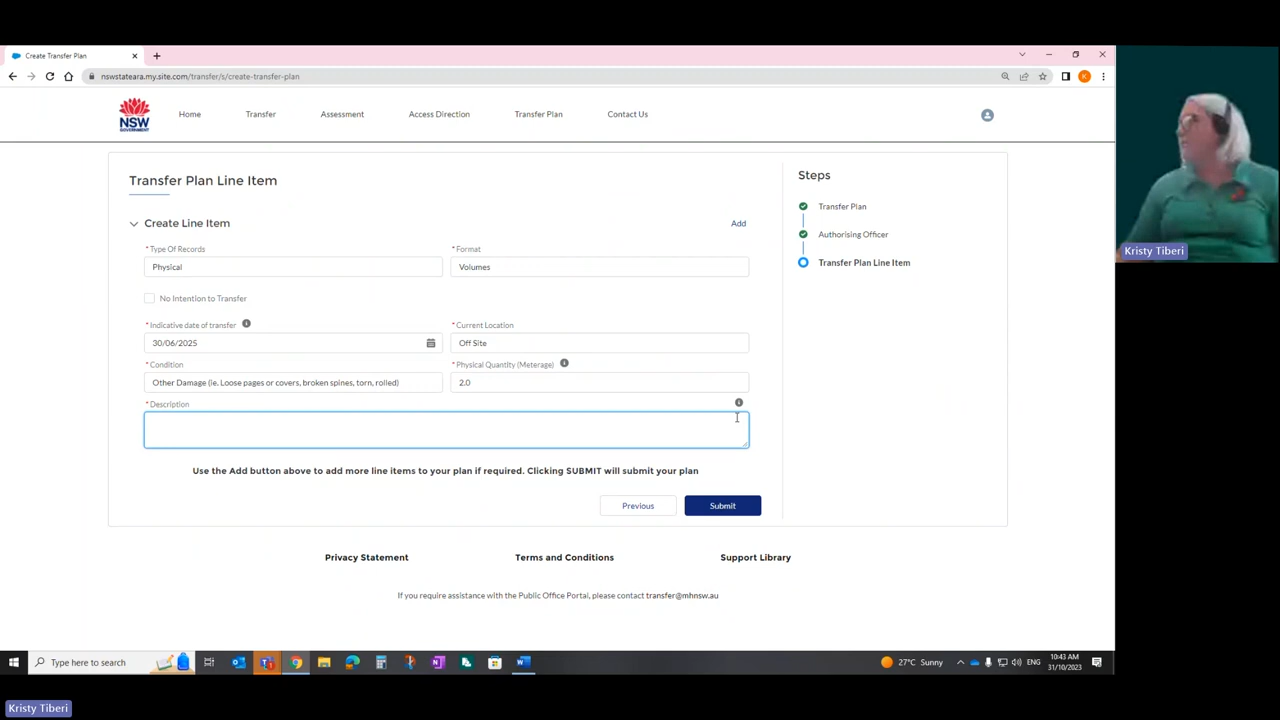 Create Transfer Plan
nswstateara.my.site.com/transfer/s/create-transfer-plan
K
NSW
GOVERNMENT
Home
Transfer
Assessment
Access Direction
Transfer Plan
Contact Us
Transfer Plan Line Item
Create Line Item
Add
*Type Of Records
*Format
Physical
Volumes
No Intention to Transfer
*Indicative date of transfer
*Current Location
30/06/2025
Off Site
*Condition
*Physical Quantity (Meterage)
Other Damage (ie. Loose pages or covers, broken spines, torn, rolled)
2.0
*Description
Use the Add button above to add more line items to your plan if required. Clicking SUBMIT will submit your plan
Previous
Submit
Steps
Transfer Plan
Authorising Officer
Transfer Plan Line Item
Privacy Statement
Terms and Conditions
Support Library
If you require assistance with the Public Office Portal, please contact transfer@mhnsw.au
Kristy Tiberi
Type here to search
27°C Sunny
ENG
10:43 AM
31/10/2023
Kristy Tiberi